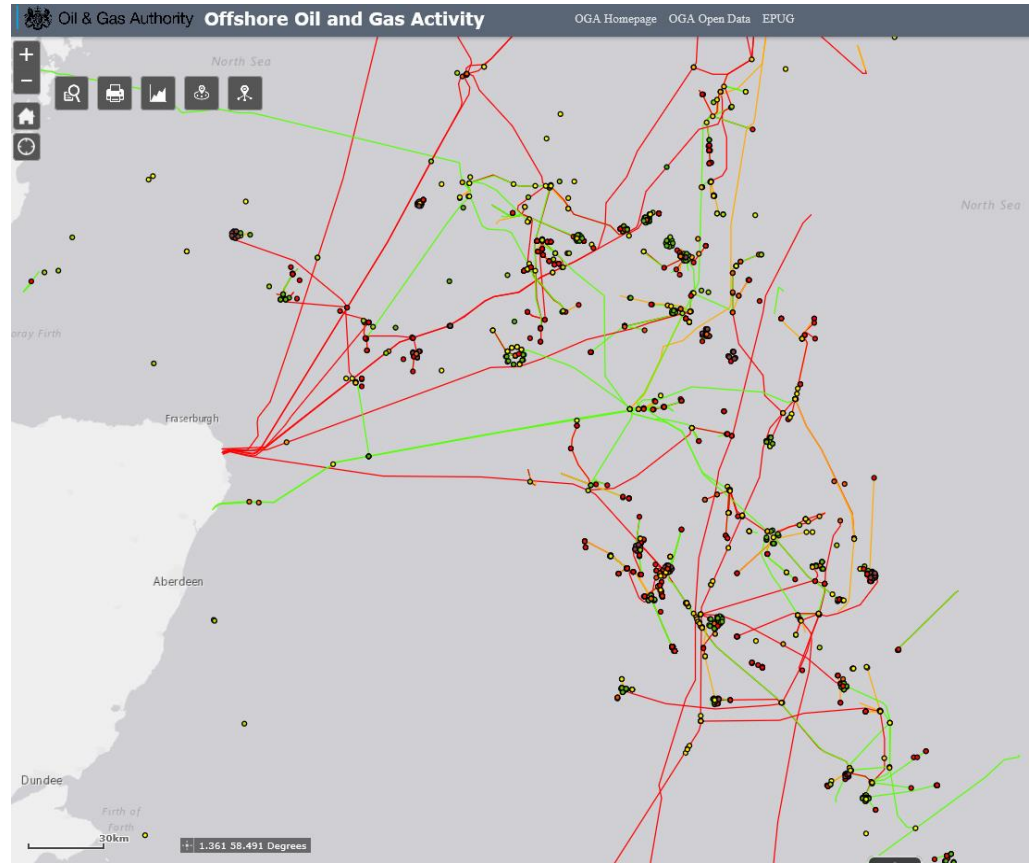 Oil & Gas Authority Offshore Oil and Gas Activity OGA Homepage OGA Open Data EPUG
+
−
North Sea
North Sea
oray Firth
Fraserburgh
Aberdeen
Dundee
Firth of
Forth
30km
1.361 58.491 Degrees